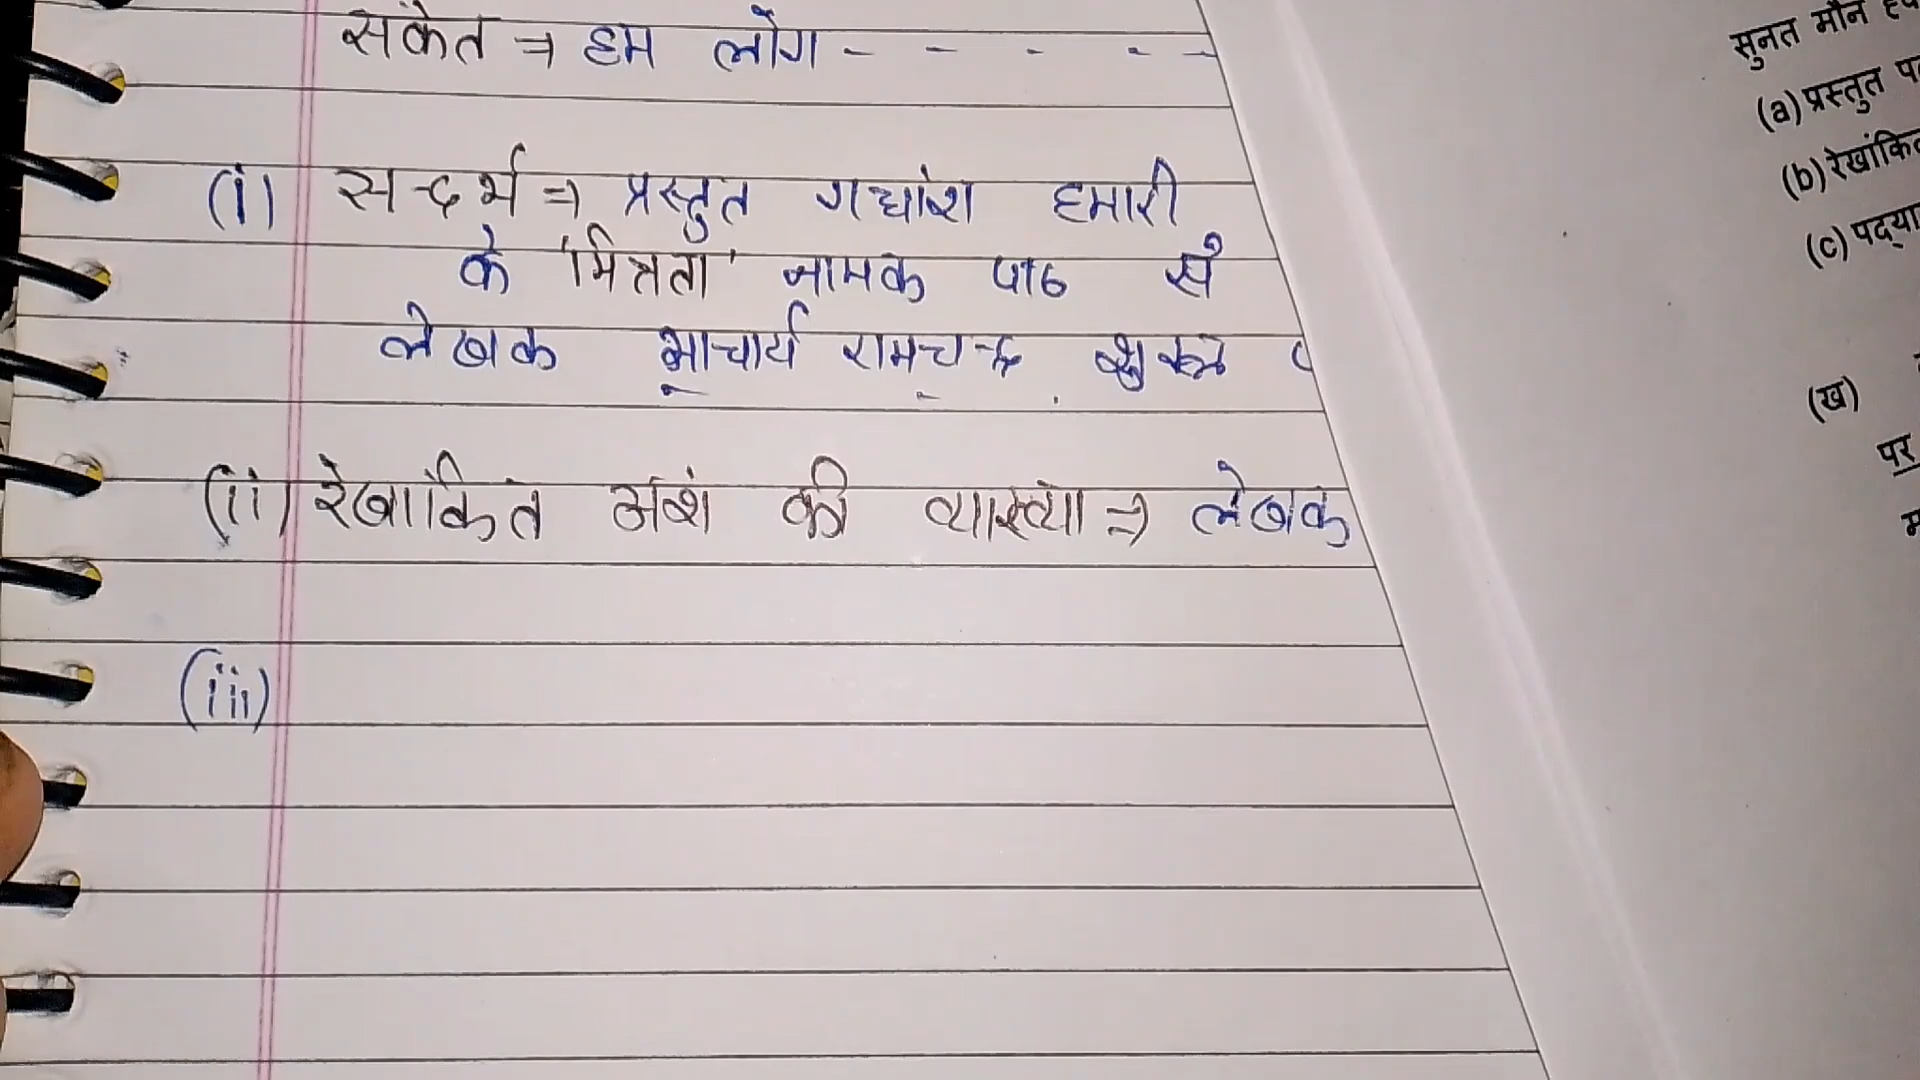 संकेत ⇒ हम लोग - - - - -
(i) सन्दर्भ ⇒ प्रस्तुत गद्यांश हमारी
के 'मित्रता' नामक पाठ से
लेखक आचार्य रामचन्द्र शुक्ल
(ii) रेखांकित अंश की व्याख्या ⇒ लेखक
(iii)
सुनत मौन
(a) प्रस्तुत
(b) रेखांकित
(c) पद्या
(ख)
पर